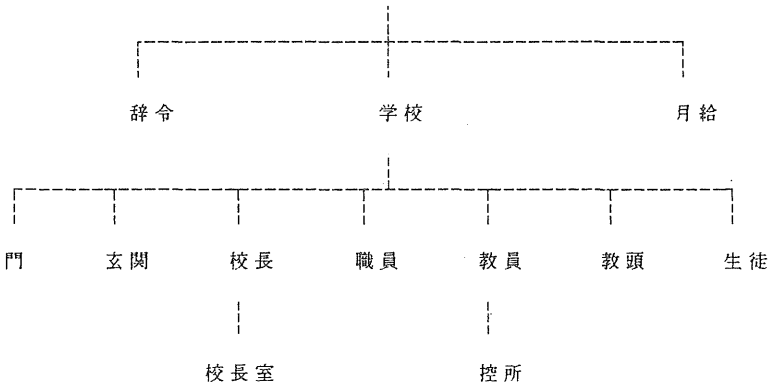 辞令 学校 月給
門 玄関 校長 職員 教員 教頭 生徒
校長室 控所